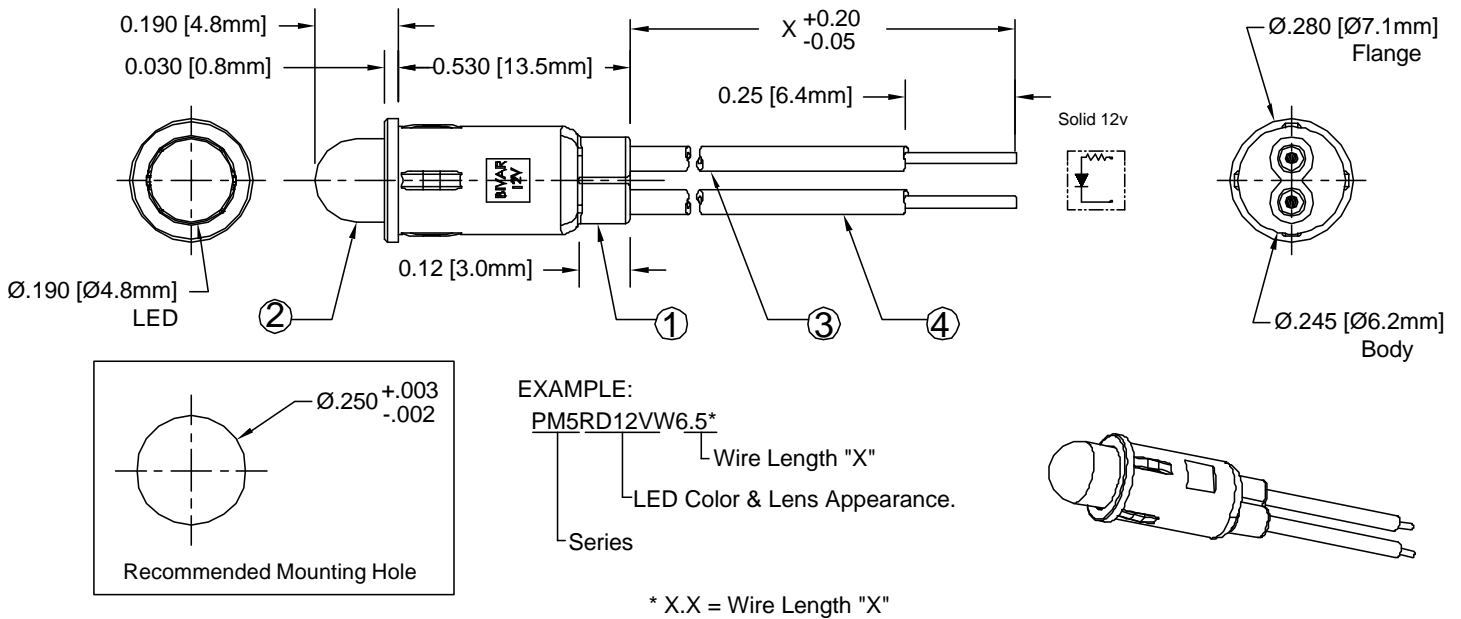 0.190 [4.8mm]
X +0.20
-0.05
Ø.280 [Ø7.1mm]
Flange
0.030 [0.8mm]
0.530 [13.5mm]
0.25 [6.4mm]
Solid 12v
BIVAR
12V
0.12 [3.0mm]
Ø.190 [Ø4.8mm]
LED
2
1
3
4
Ø.245 [Ø6.2mm]
Body
Ø.250 +.003
-.002
Recommended Mounting Hole
EXAMPLE:
PM5RD12VW6.5*
Wire Length "X"
LED Color & Lens Appearance.
Series
* X.X = Wire Length "X"